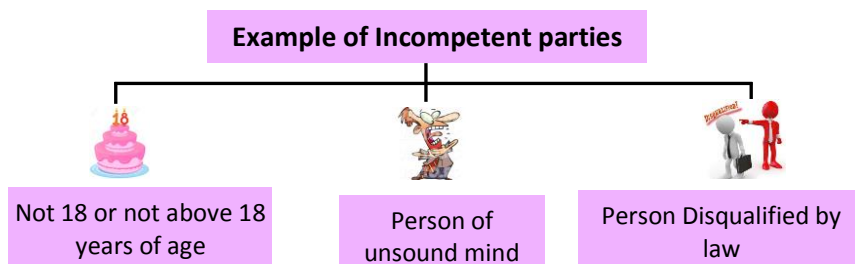 Example of Incompetent parties
18
DISQUALIFIED!
Not 18 or not above 18
years of age
Person of
unsound mind
Person Disqualified by
law